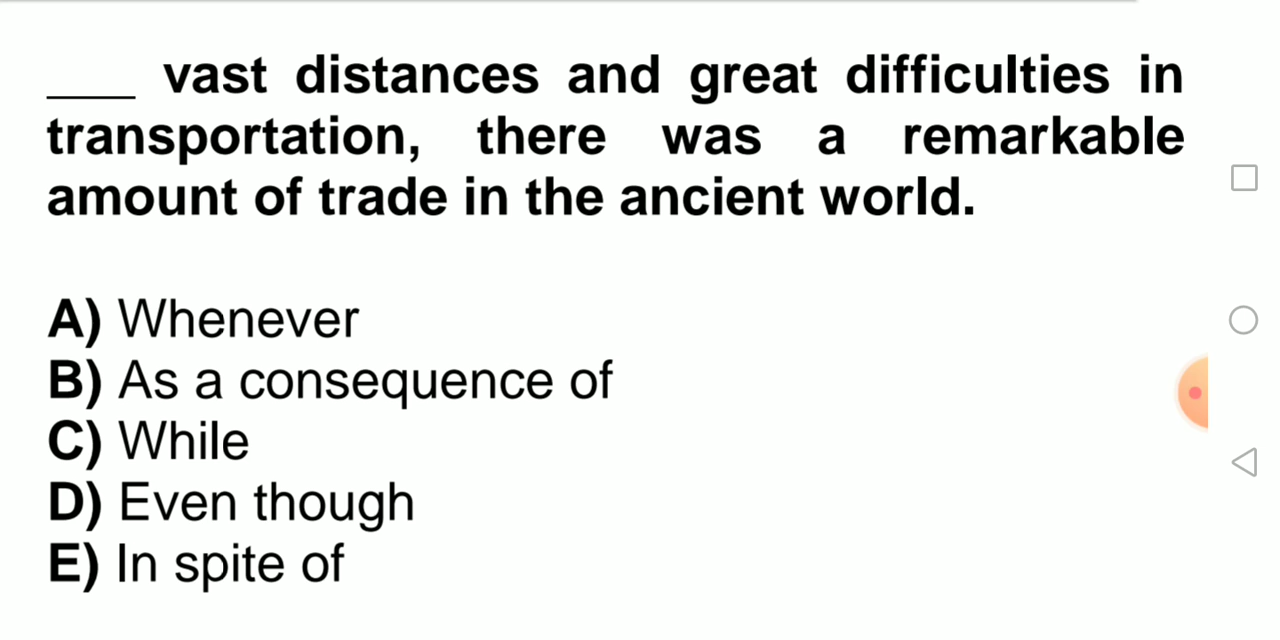 ____ vast distances and great difficulties in
transportation, there was a remarkable
amount of trade in the ancient world.
A) Whenever
B) As a consequence of
C) While
D) Even though
E) In spite of